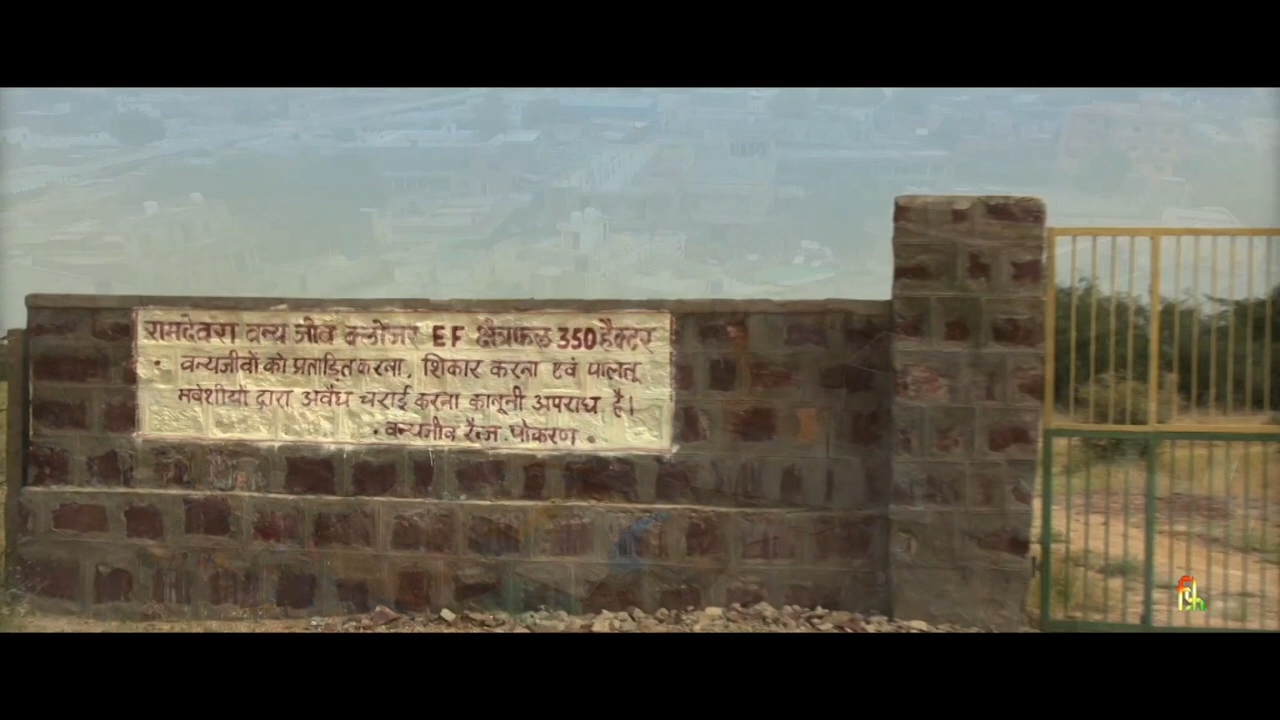 रामदेवरा वन्य जीव क्लोजर EF क्षेत्रफल 350 हैक्टर
• वन्यजीवों को प्रताड़ित करना, शिकार करना एवं पालतू
मवेशीयों द्वारा अवैध चराई करना कानूनी अपराध है।
• वन्यजीव रैन्ज पोकरण •